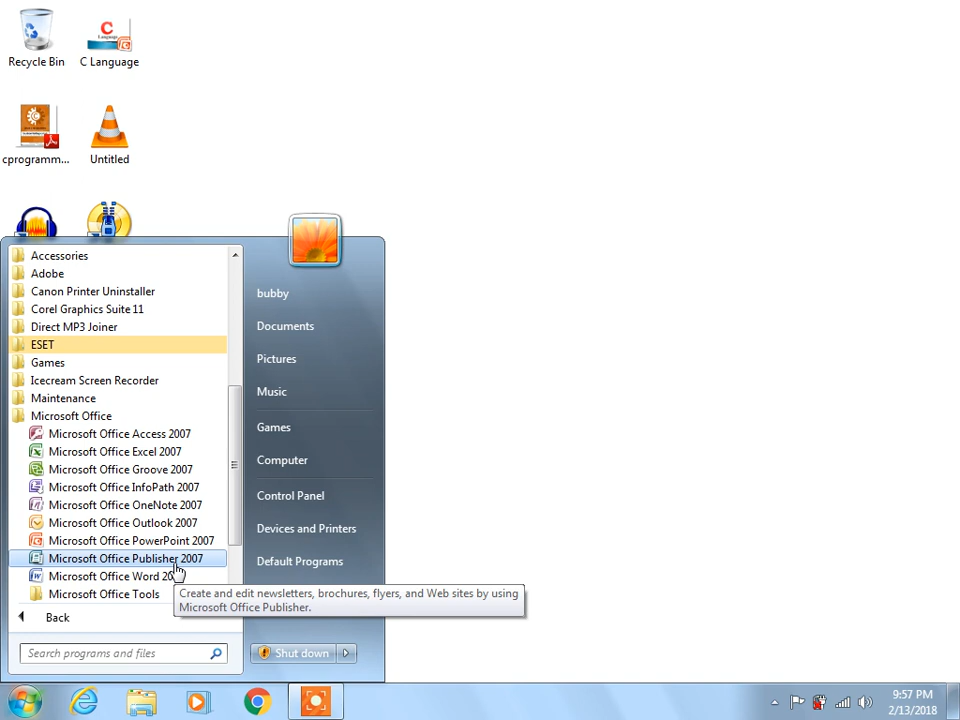 C
Language
Recycle Bin
C Language
cprogramm...
Untitled
Accessories
Adobe
Canon Printer Uninstaller
Corel Graphics Suite 11
Direct MP3 Joiner
ESET
Games
Icecream Screen Recorder
Maintenance
Microsoft Office
Microsoft Office Access 2007
Microsoft Office Excel 2007
Microsoft Office Groove 2007
Microsoft Office InfoPath 2007
Microsoft Office OneNote 2007
Microsoft Office Outlook 2007
Microsoft Office PowerPoint 2007
Microsoft Office Publisher 2007
Microsoft Office Word
Microsoft Office Tools
Back
Search programs and files
bubby
Documents
Pictures
Music
Games
Computer
Control Panel
Devices and Printers
Default Programs
Create and edit newsletters, brochures, flyers, and Web sites by using
Microsoft Office Publisher.
Shut down
9:57 PM
2/13/2018